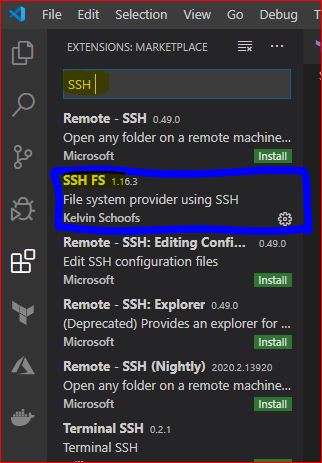 File Edit Selection View
EXTENSIONS: MARKETPLACE
SSH
Remote - SSH 0.49.0
Open any folder on a remote machine...
Microsoft Install
SSH FS 1.16.3
File system provider using SSH
Kelvin Schoofs
Remote - SSH: Editing Confi... 0.49.0
Edit SSH configuration files
Microsoft Install
Remote - SSH: Explorer 0.49.0
(Deprecated) Provides an explorer for ...
Microsoft Install
Remote - SSH (Nightly) 2020.2.13920
Open any folder on a remote machine...
Microsoft Install
Terminal SSH 0.2.1
Terminal SSH